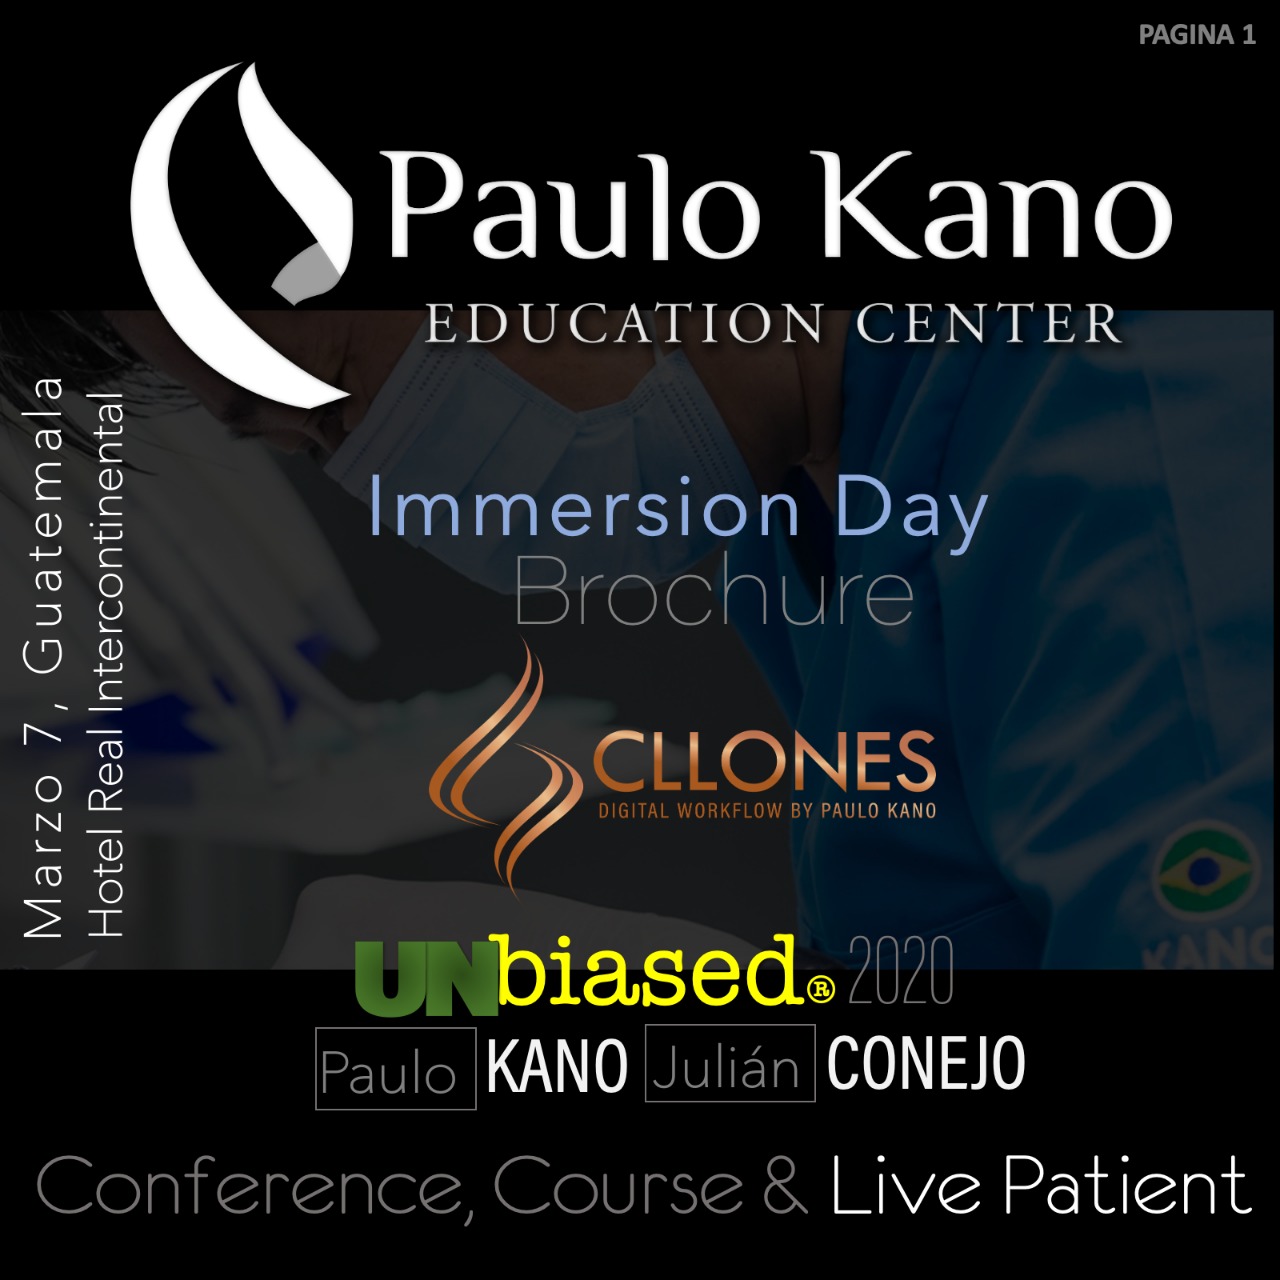 PAGINA 1
Paulo Kano
EDUCATION CENTER
Marzo 7, Guatemala
Hotel Real Intercontinental
Immersion Day
Brochure
CLLONES
DIGITAL WORKFLOW BY PAULO KANO
UNbiased® 2020
Paulo KANO Julián CONEJO
Conference, Course & Live Patient
KANO